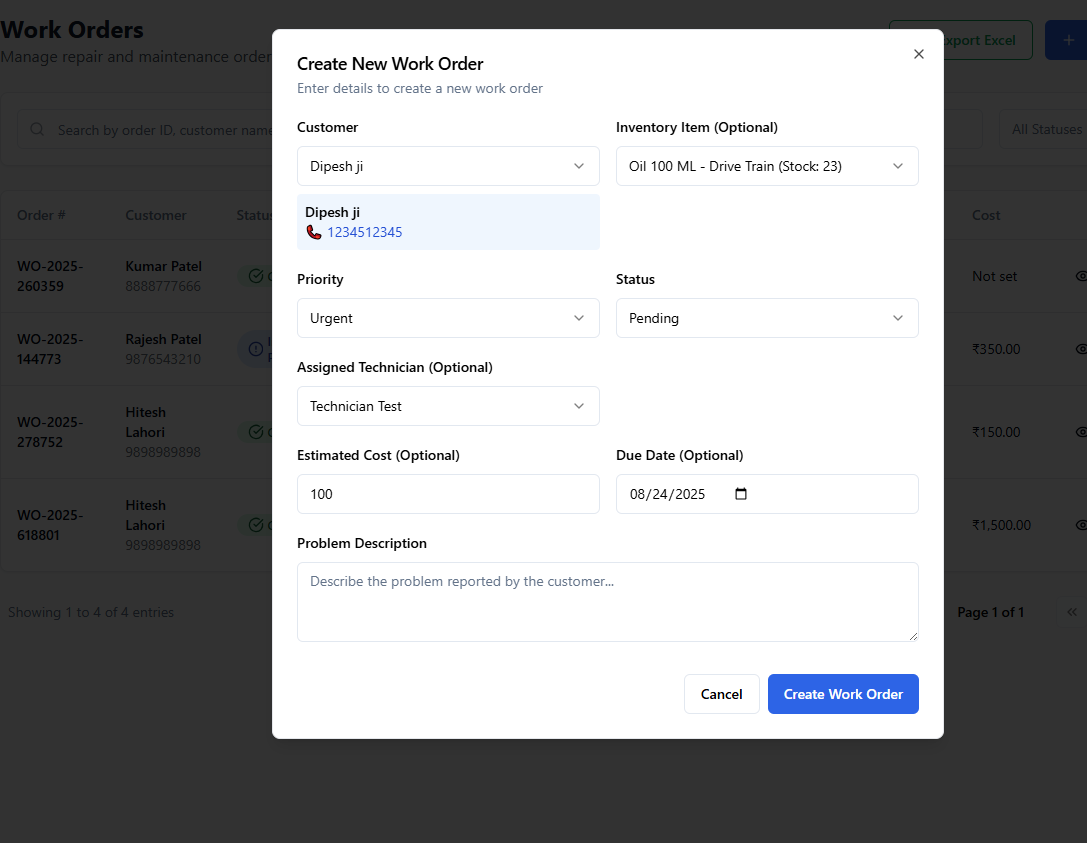 Work Orders
Manage repair and maintenance order
Export Excel
Search by order ID, customer name
All Statuses
Order #
Customer
Status
Cost
WO-2025-
260359
Kumar Patel
8888777666
Not set
WO-2025-
144773
Rajesh Patel
9876543210
₹350.00
WO-2025-
278752
Hitesh
Lahori
9898989898
₹150.00
WO-2025-
618801
Hitesh
Lahori
9898989898
₹1,500.00
Showing 1 to 4 of 4 entries
Page 1 of 1
Create New Work Order
Enter details to create a new work order
Customer
Inventory Item (Optional)
Dipesh ji
Oil 100 ML - Drive Train (Stock: 23)
Dipesh ji
1234512345
Priority
Status
Urgent
Pending
Assigned Technician (Optional)
Technician Test
Estimated Cost (Optional)
Due Date (Optional)
100
08/24/2025
Problem Description
Describe the problem reported by the customer...
Cancel
Create Work Order